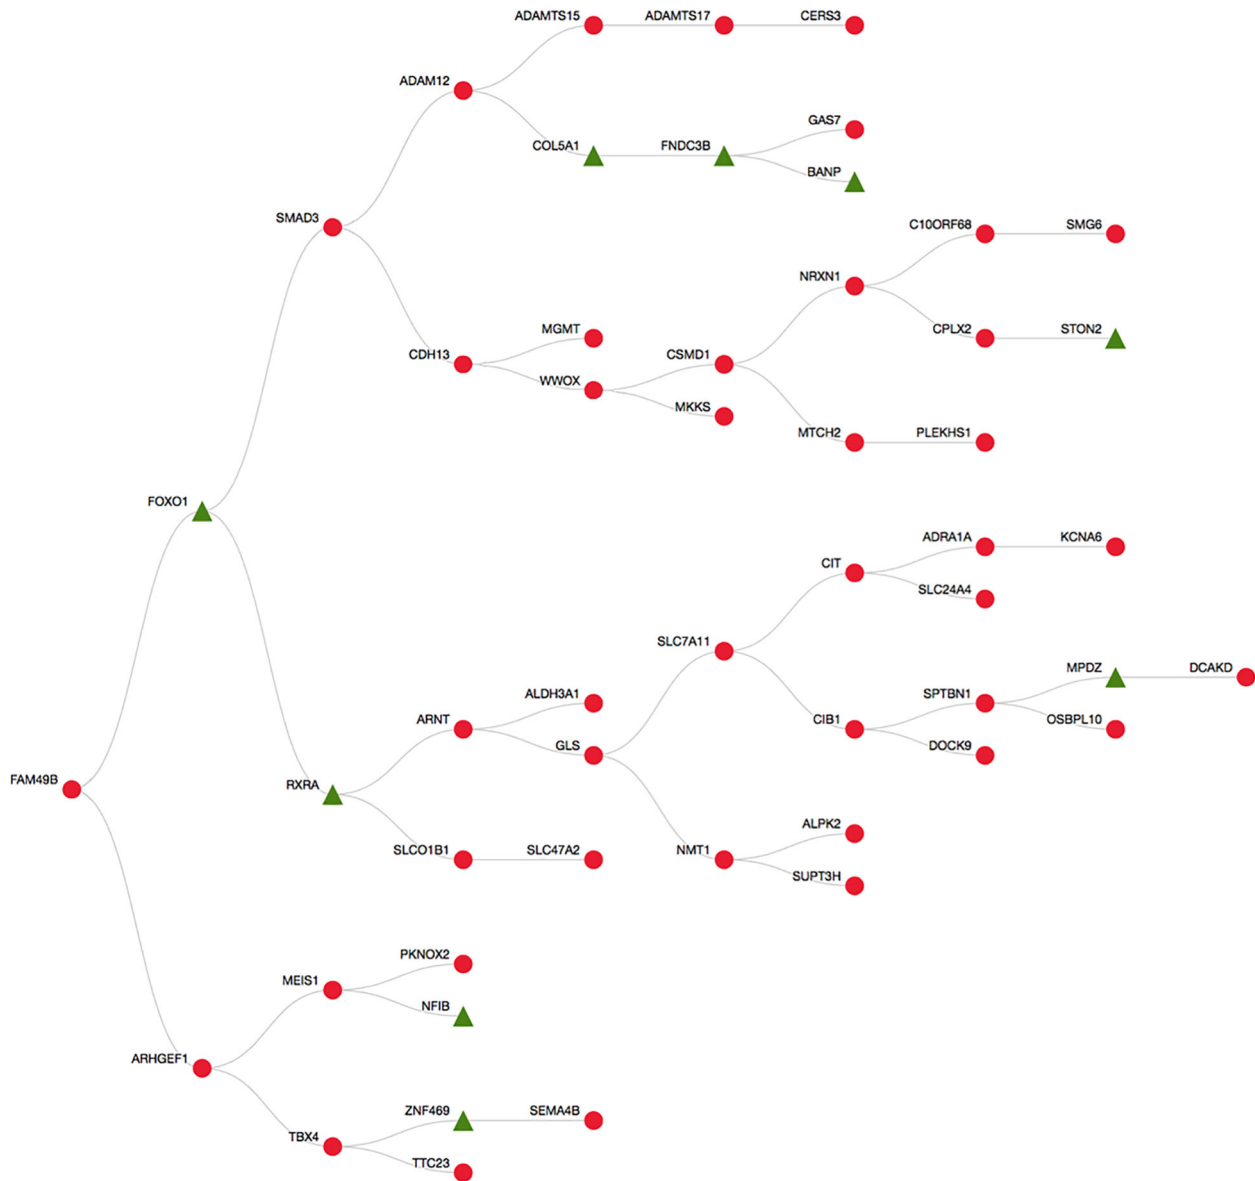 ADAMTS15 ADAMTS17 CERS3
ADAM12
GAS7
COL5A1 FNDC3B
BANP
SMAD3 C10ORF68 SMG6
NRXN1
MGMT CPLX2 STON2
CDH13 CSMD1
WWOX
MKKS
MTCH2 PLEKHS1
FOXO1
ADRA1A KCNA6
CIT
SLC24A4
SLC7A11
MPDZ DCAKD
ALDH3A1 SPTBN1
ARNT CIB1 OSBPL10
GLS DOCK9
FAM49B RXRA
ALPK2
SLCO1B1 SLC47A2 NMT1
SUPT3H
PKNOX2
MEIS1
NFIB
ARHGEF1
ZNF469 SEMA4B
TBX4
TTC23